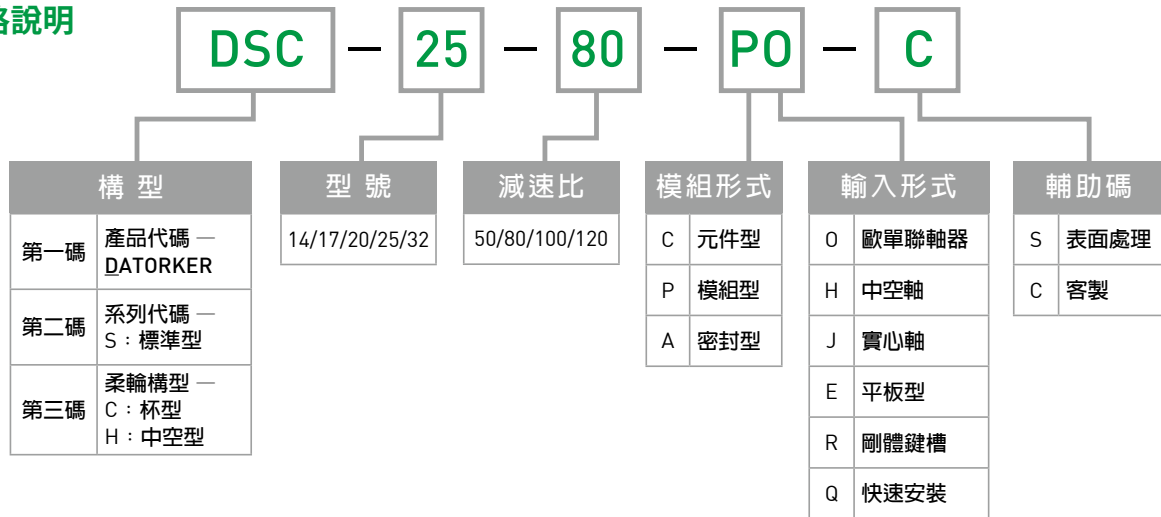 說明
DSC — 25 — 80 — PO — C
構型
第一碼 產品代碼 —
DATORKER
第二碼 系列代碼 —
S：標準型
第三碼 柔輪構型 —
C：杯型
H：中空型
型號
14/17/20/25/32
減速比
50/80/100/120
模組形式
C 元件型
P 模組型
A 密封型
輸入形式
O 歐單聯軸器
H 中空軸
J 實心軸
E 平板型
R 剛體鍵槽
Q 快速安裝
輔助碼
S 表面處理
C 客製